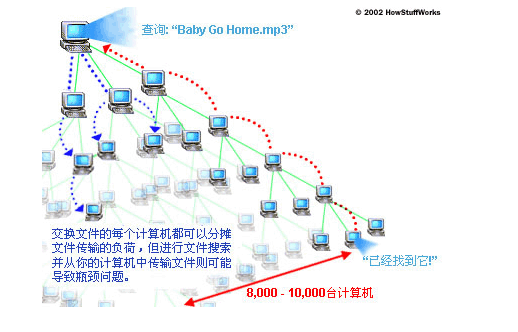 © 2002 HowStuffWorks
查询: “Baby Go Home.mp3”
交换文件的每个计算机都可以分摊
文件传输的负荷，但进行文件搜索
并从你的计算机中传输文件则可能
导致瓶颈问题。
“已经找到它!”
8,000 - 10,000台计算机